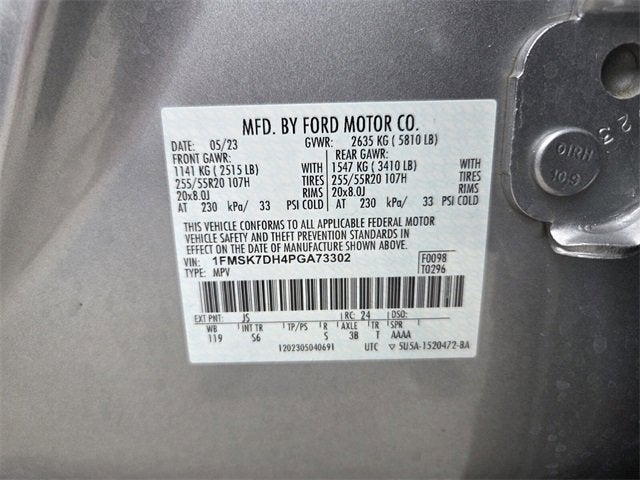 MFD. BY FORD MOTOR CO.
DATE: 05/23 GVWR: 2635 KG ( 5810 LB)
FRONT GAWR: REAR GAWR:
1141 KG ( 2515 LB) WITH 1547 KG ( 3410 LB) WITH
255/55R20 107H TIRES 255/55R20 107H TIRES
20x8.0J RIMS 20x8.0J RIMS
AT 230 kPa/ 33 PSI COLD AT 230 kPa/ 33 PSI COLD
THIS VEHICLE CONFORMS TO ALL APPLICABLE FEDERAL MOTOR
VEHICLE SAFETY AND THEFT PREVENTION STANDARDS IN
EFFECT ON THE DATE OF MANUFACTURE SHOWN ABOVE.
VIN: 1FMSK7DH4PGA73302 F0098
TYPE: MPV T0296
EXT PNT: JS RC: 24 DSO:
WB INT TR TP/PS R AXLE TR SPR
119 S6 S 3B T AAAA
1202305040691 UTC ▽ 5U5A-1520472-BA
2 3
HRIO